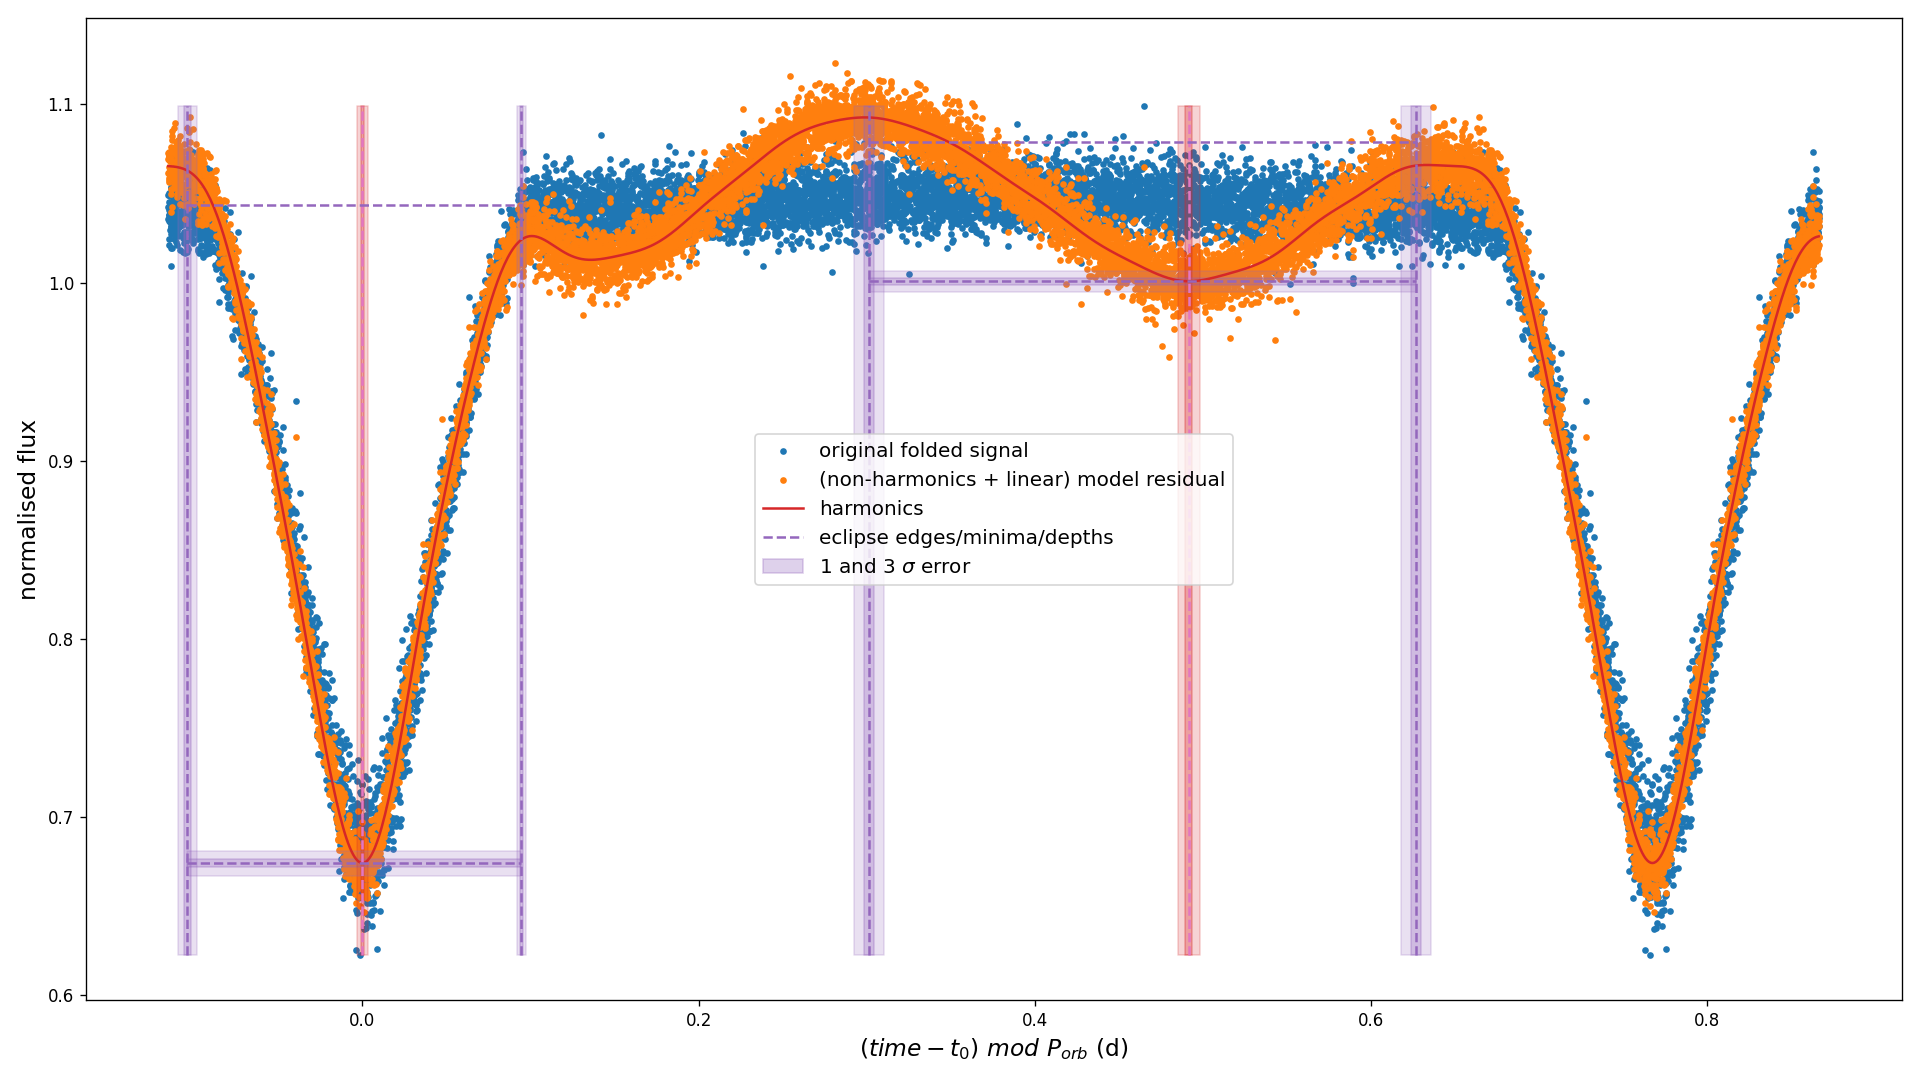 normalised flux
1.1
1.0
0.9
0.8
0.7
0.6
original folded signal
(non-harmonics + linear) model residual
harmonics
eclipse edges/minima/depths
1 and 3 σ error
0.0 0.2 0.4 0.6 0.8
(time − t₀) mod P_orb (d)